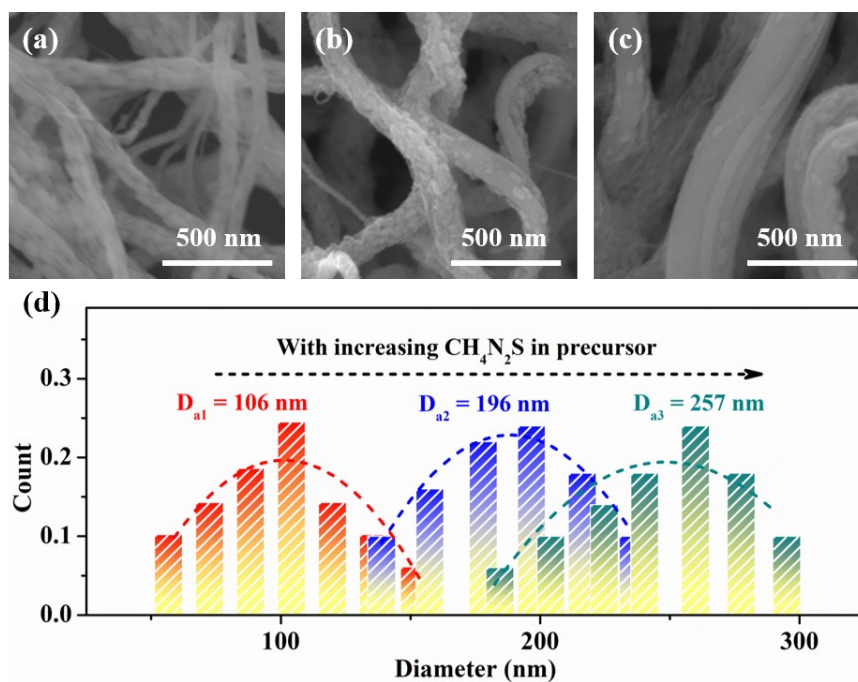 (a) (b) (c)
500 nm 500 nm 500 nm
(d)
With increasing CH₄N₂S in precursor
Dₐ₁ = 106 nm Dₐ₂ = 196 nm Dₐ₃ = 257 nm
0.3
0.2
0.1
0.0
Count
100 200 300
Diameter (nm)